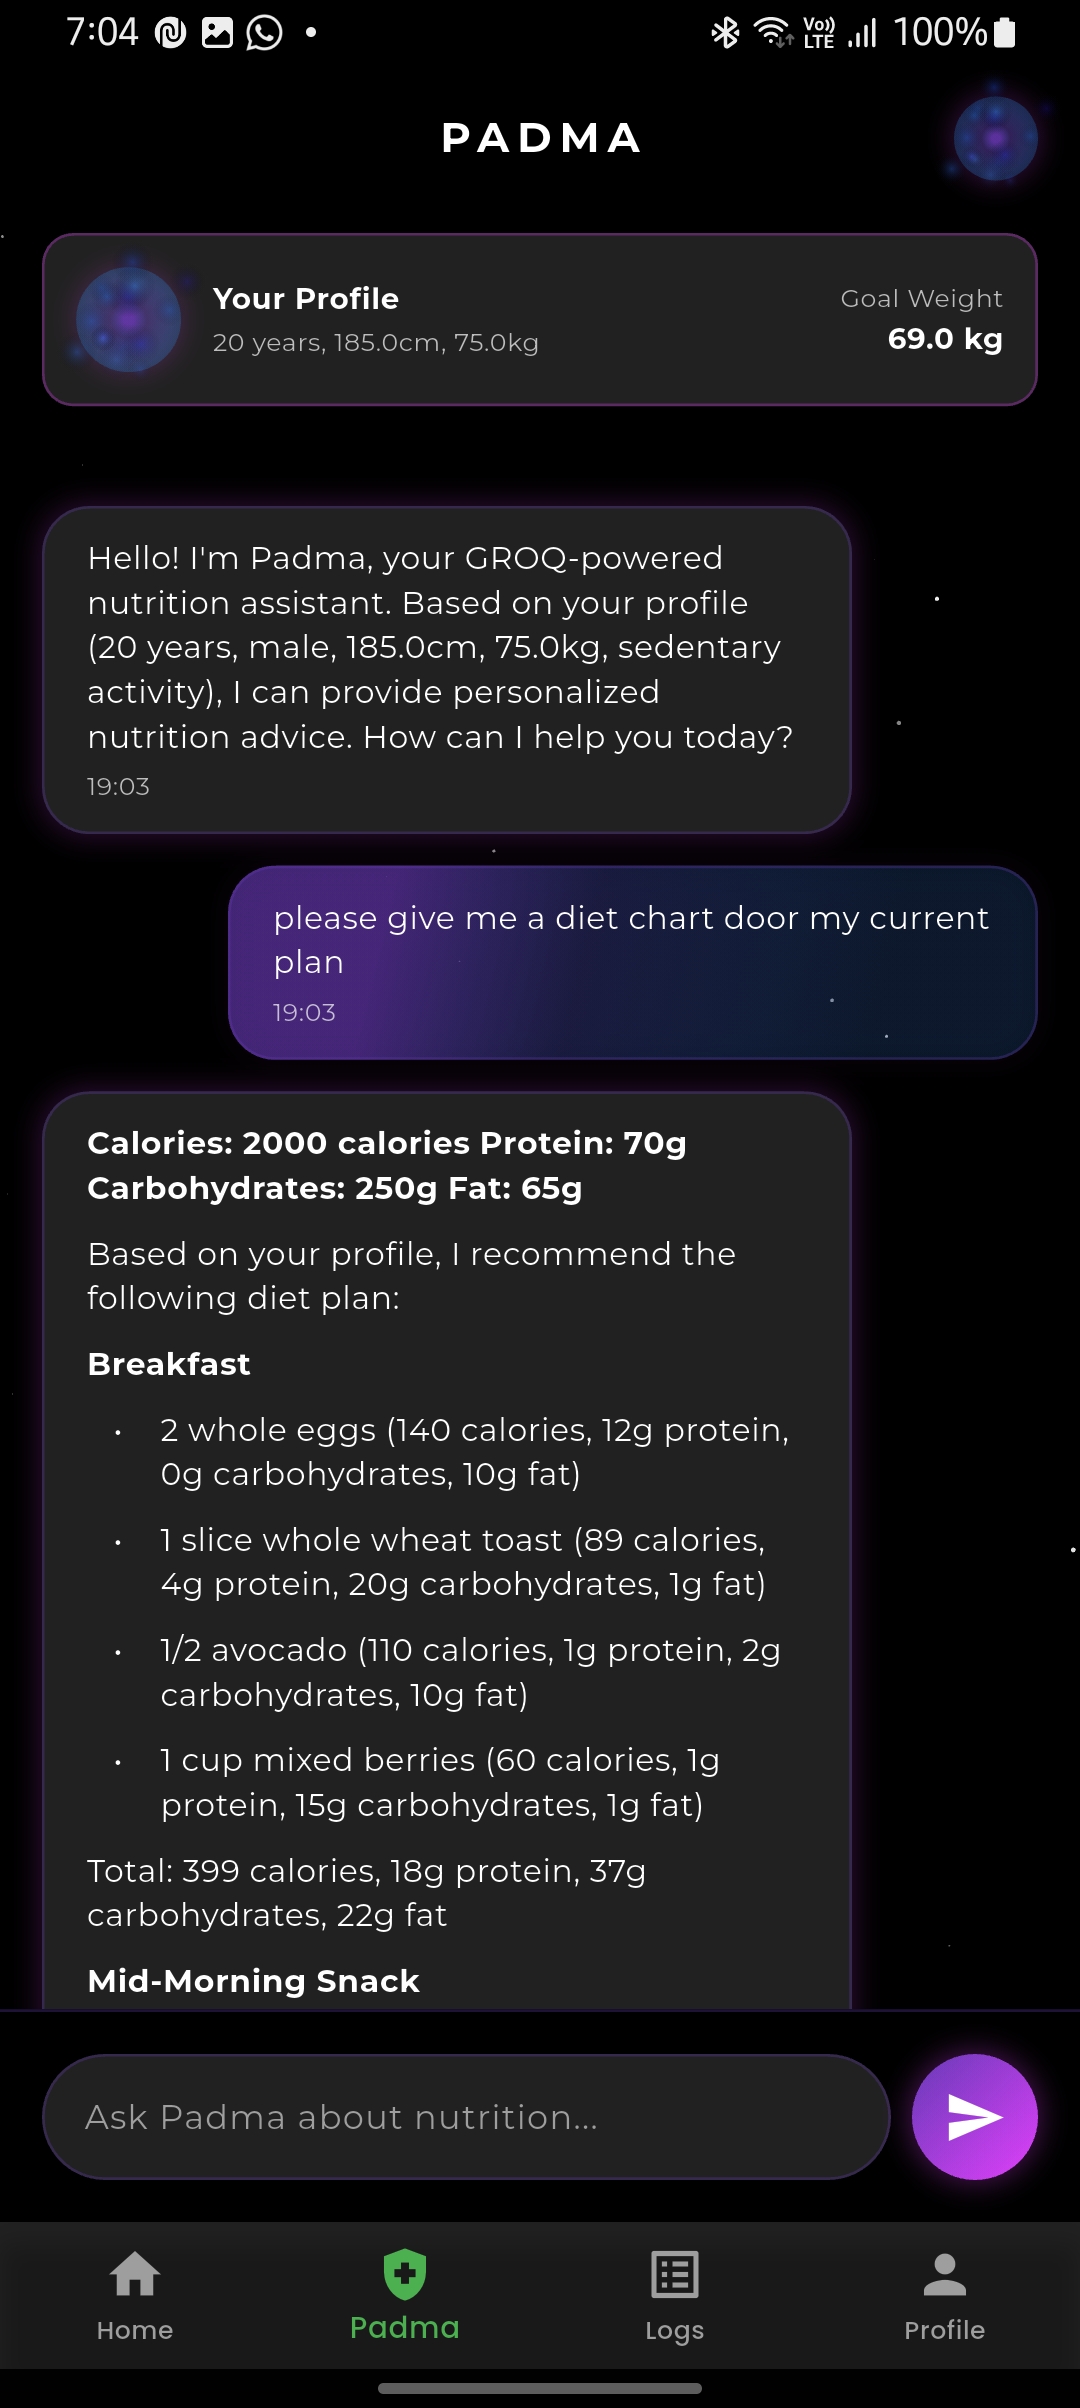 7:04
Vo))
LTE
100%
PADMA
Your Profile
20 years, 185.0cm, 75.0kg
Goal Weight
69.0 kg
Hello! I'm Padma, your GROQ-powered
nutrition assistant. Based on your profile
(20 years, male, 185.0cm, 75.0kg, sedentary
activity), I can provide personalized
nutrition advice. How can I help you today?
19:03
please give me a diet chart door my current
plan
19:03
Calories: 2000 calories Protein: 70g
Carbohydrates: 250g Fat: 65g
Based on your profile, I recommend the
following diet plan:
Breakfast
• 2 whole eggs (140 calories, 12g protein,
0g carbohydrates, 10g fat)
• 1 slice whole wheat toast (89 calories,
4g protein, 20g carbohydrates, 1g fat)
• 1/2 avocado (110 calories, 1g protein, 2g
carbohydrates, 10g fat)
• 1 cup mixed berries (60 calories, 1g
protein, 15g carbohydrates, 1g fat)
Total: 399 calories, 18g protein, 37g
carbohydrates, 22g fat
Mid-Morning Snack
Ask Padma about nutrition...
Home
Padma
Logs
Profile